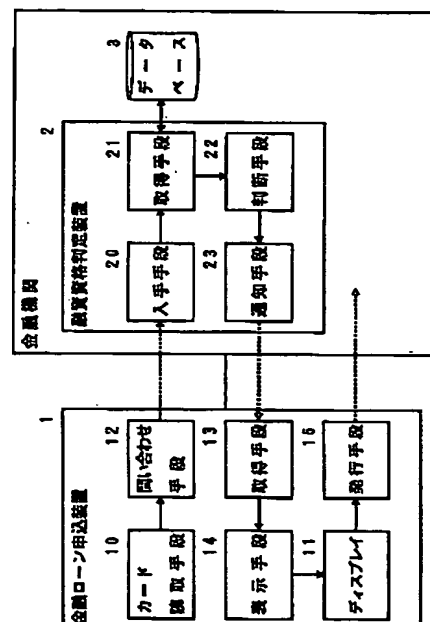 金融機関
融資資格判定装置
2
3
データ
ベース
20
入手手段
21
取得手段
22
判断手段
23
通知手段
金融ローン申込装置
1
10
カード
読取手段
12
問い合わせ
手段
13
取得手段
14
表示手段
11
ディスプレイ
15
発行手段